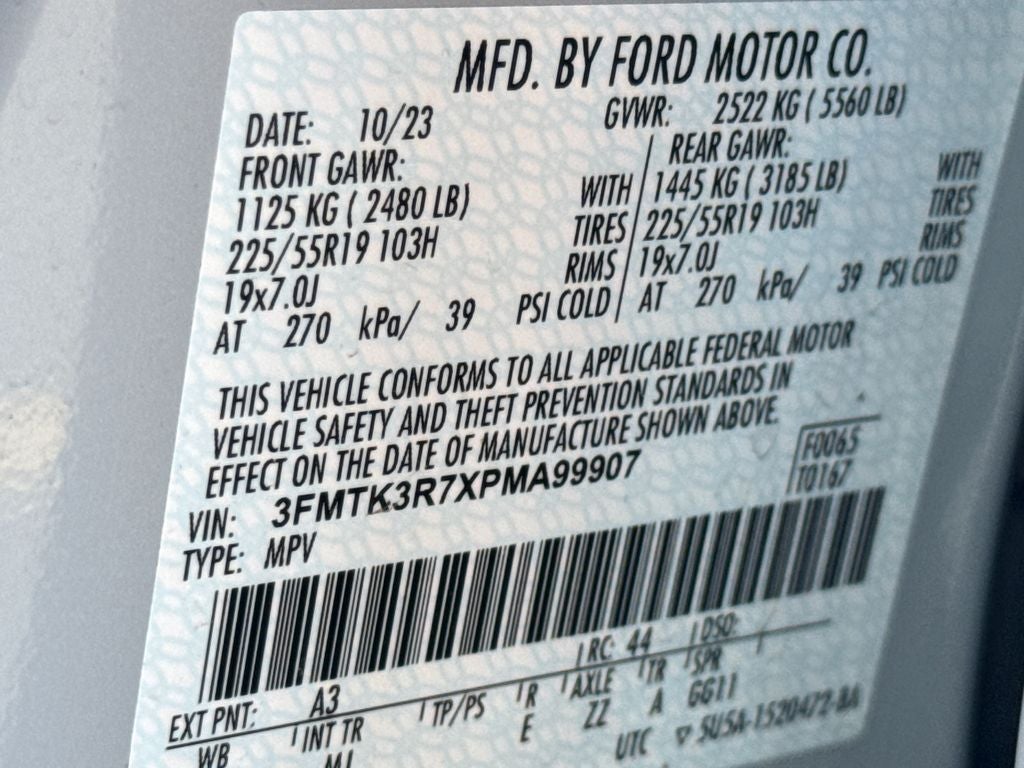 MFD. BY FORD MOTOR CO.
DATE: 10/23 GVWR: 2522 KG ( 5560 LB)
FRONT GAWR: REAR GAWR:
1125 KG ( 2480 LB) WITH 1445 KG ( 3185 LB) WITH
225/55R19 103H TIRES 225/55R19 103H TIRES
19x7.0J RIMS 19x7.0J RIMS
AT 270 kPa/ 39 PSI COLD AT 270 kPa/ 39 PSI COLD
THIS VEHICLE CONFORMS TO ALL APPLICABLE FEDERAL MOTOR
VEHICLE SAFETY AND THEFT PREVENTION STANDARDS IN
EFFECT ON THE DATE OF MANUFACTURE SHOWN ABOVE.
VIN: 3FMTK3R7XPMA99907 F0065
TYPE: MPV T0167
EXT PNT: A3 RC: 44 DSO:
WB INT TR TP/PS R AXLE TR SPR
MJ E ZZ A GG11
UTC